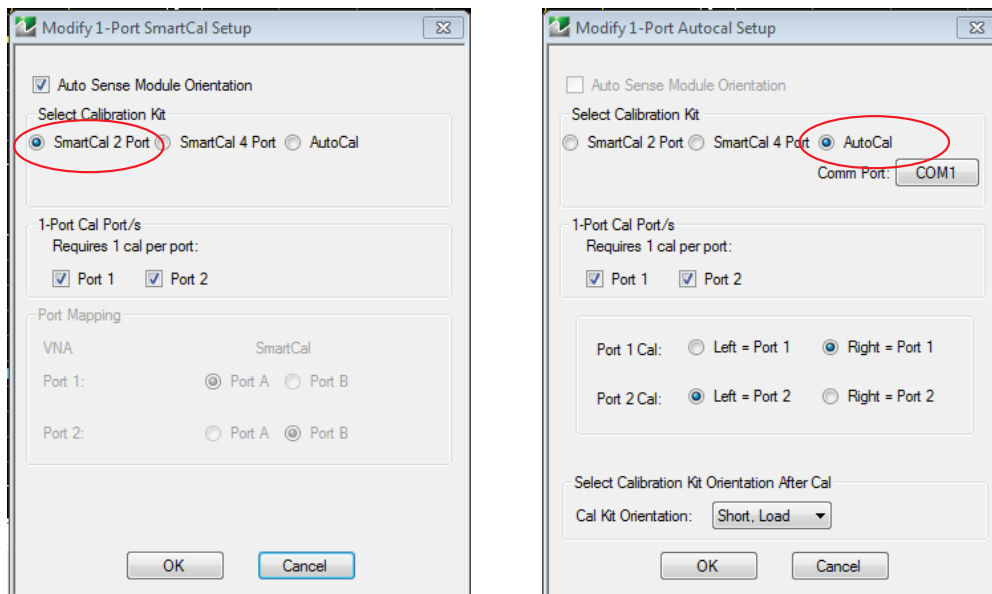 Modify 1-Port SmartCal Setup
Auto Sense Module Orientation
Select Calibration Kit
SmartCal 2 Port SmartCal 4 Port AutoCal
1-Port Cal Port/s
Requires 1 cal per port:
Port 1 Port 2
Port Mapping
VNA SmartCal
Port 1: Port A Port B
Port 2: Port A Port B
OK Cancel
Modify 1-Port Autocal Setup
Auto Sense Module Orientation
Select Calibration Kit
SmartCal 2 Port SmartCal 4 Port AutoCal
Comm Port: COM1
1-Port Cal Port/s
Requires 1 cal per port:
Port 1 Port 2
Port 1 Cal: Left = Port 1 Right = Port 1
Port 2 Cal: Left = Port 2 Right = Port 2
Select Calibration Kit Orientation After Cal
Cal Kit Orientation: Short, Load
OK Cancel